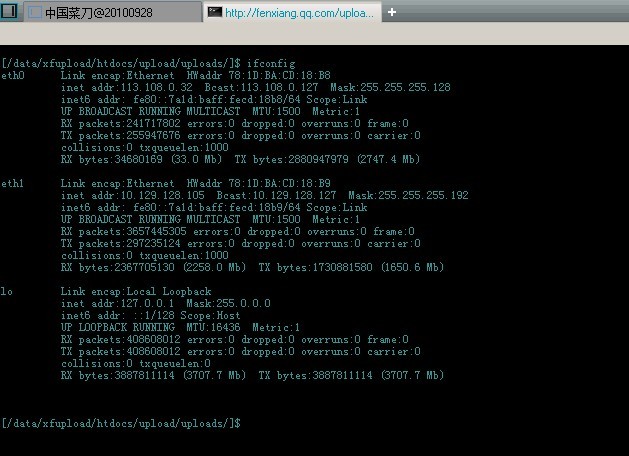 中国菜刀@20100928
http://fenxiang.qq.com/uploa...
+
[/data/xfupload/htdocs/upload/uploads/]$ ifconfig
eth0 Link encap:Ethernet HWaddr 78:1D:BA:CD:18:B8
inet addr:113.108.0.32 Bcast:113.108.0.127 Mask:255.255.255.128
inet6 addr: fe80::7a1d:baff:fecd:18b8/64 Scope:Link
UP BROADCAST RUNNING MULTICAST MTU:1500 Metric:1
RX packets:241717802 errors:0 dropped:0 overruns:0 frame:0
TX packets:255947676 errors:0 dropped:0 overruns:0 carrier:0
collisions:0 txqueuelen:1000
RX bytes:34680169 (33.0 Mb) TX bytes:2880947979 (2747.4 Mb)
eth1 Link encap:Ethernet HWaddr 78:1D:BA:CD:18:B9
inet addr:10.129.128.105 Bcast:10.129.128.127 Mask:255.255.255.192
inet6 addr: fe80::7a1d:baff:fecd:18b9/64 Scope:Link
UP BROADCAST RUNNING MULTICAST MTU:1500 Metric:1
RX packets:3657445305 errors:0 dropped:0 overruns:0 frame:0
TX packets:297235124 errors:0 dropped:0 overruns:0 carrier:0
collisions:0 txqueuelen:1000
RX bytes:2367705130 (2258.0 Mb) TX bytes:1730881580 (1650.6 Mb)
lo Link encap:Local Loopback
inet addr:127.0.0.1 Mask:255.0.0.0
inet6 addr: ::1/128 Scope:Host
UP LOOPBACK RUNNING MTU:16436 Metric:1
RX packets:408608012 errors:0 dropped:0 overruns:0 frame:0
TX packets:408608012 errors:0 dropped:0 overruns:0 carrier:0
collisions:0 txqueuelen:0
RX bytes:3887811114 (3707.7 Mb) TX bytes:3887811114 (3707.7 Mb)
[/data/xfupload/htdocs/upload/uploads/]$